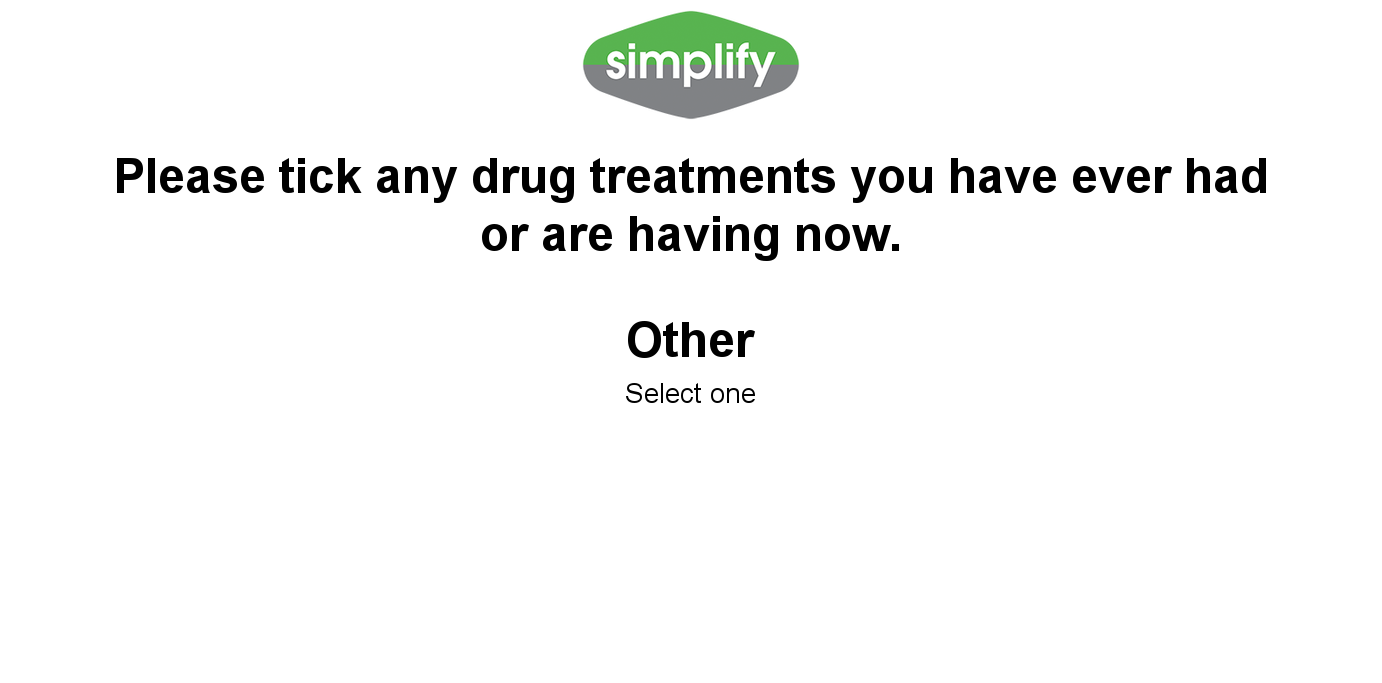 simplify
Please tick any drug treatments you have ever had
or are having now.
Other
Select one